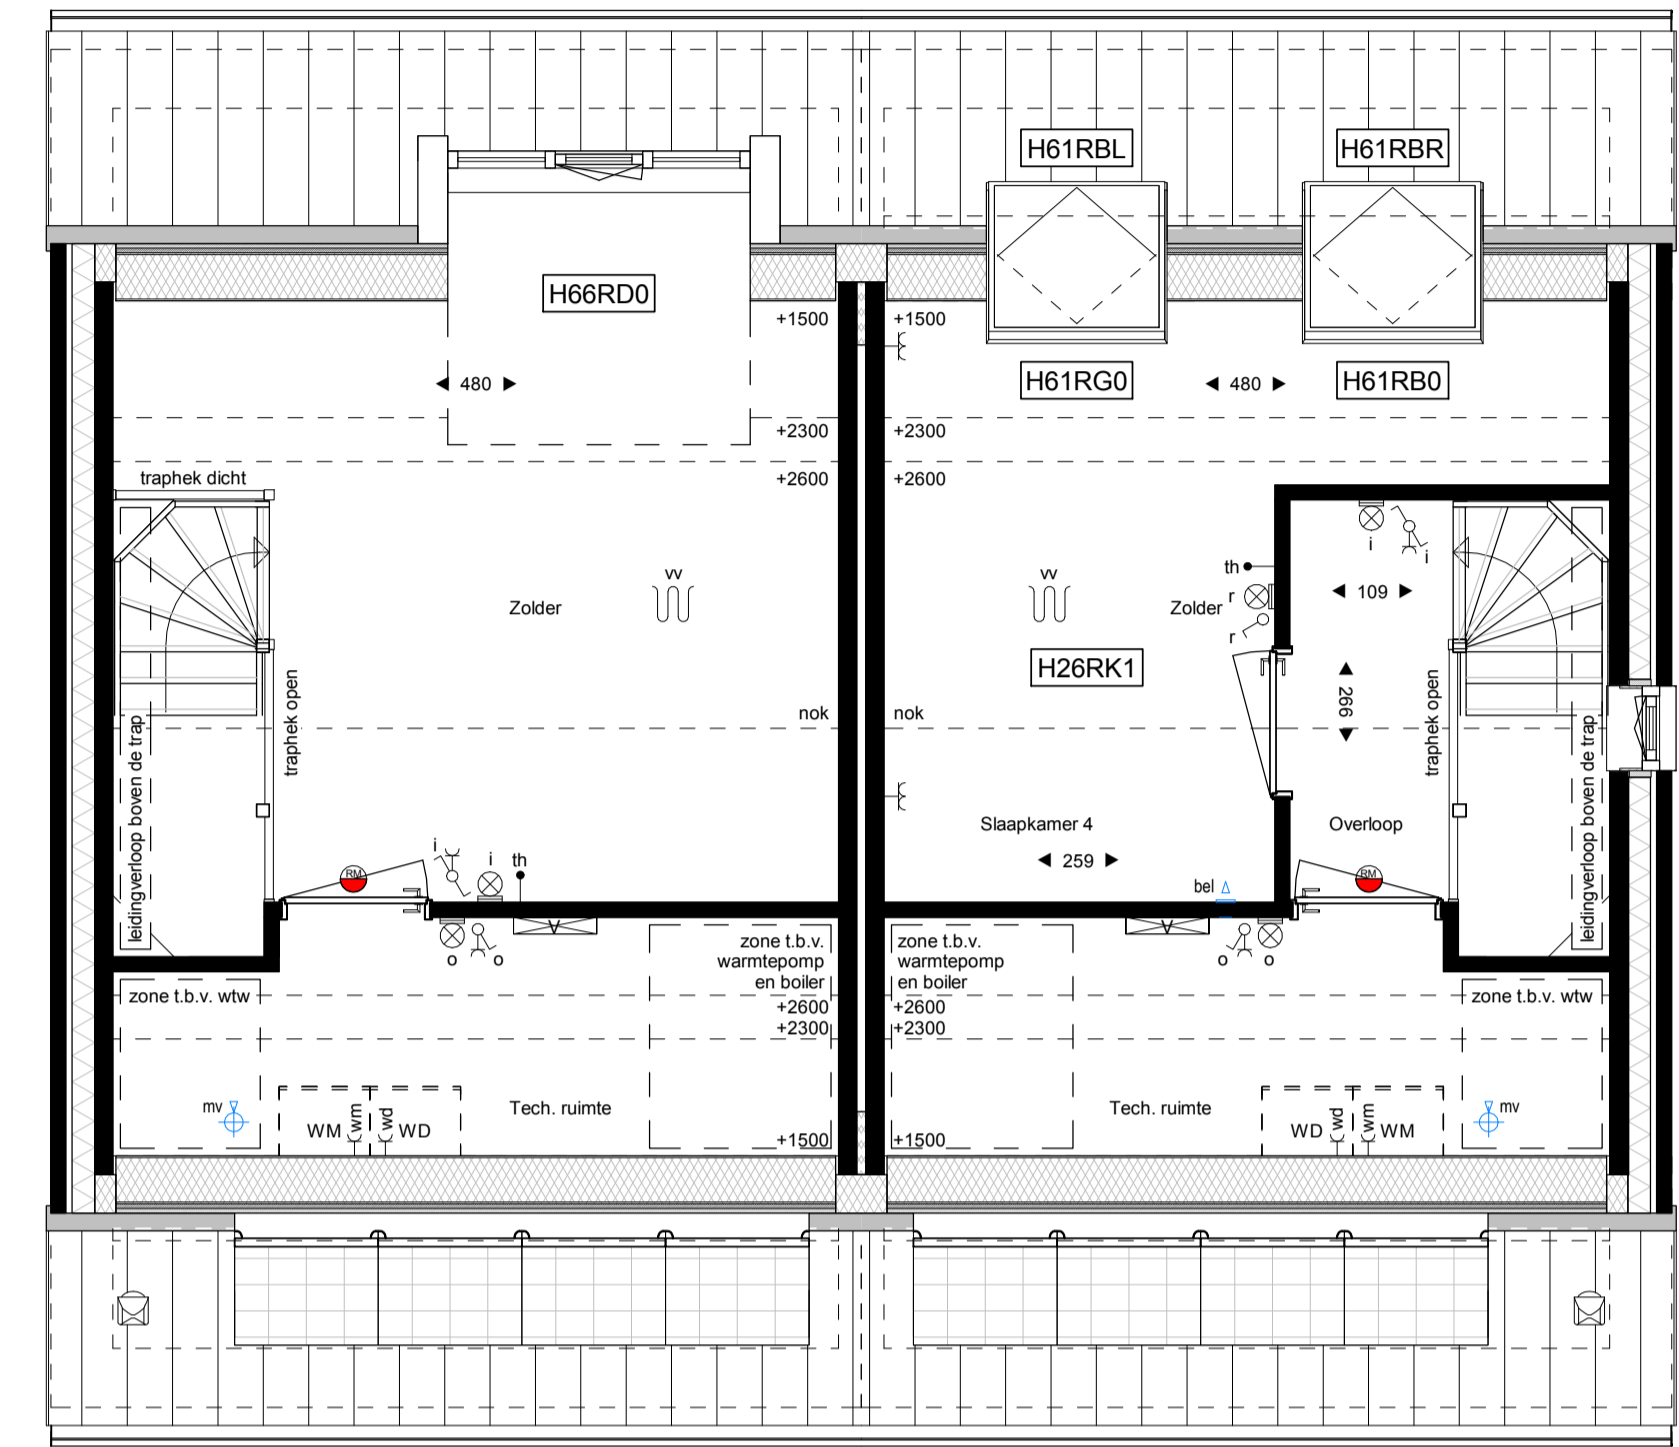 H61RBL
H61RBR
H66RD0
+1500
+1500
480
H61RG0
480
H61RB0
+2300
+2300
traphek dicht
+2600
+2600
i
i
vv
vv
th
r
Zolder
Zolder
r
109
H26RK1
266
traphek open
traphek open
nok
nok
leidingverloop boven de trap
leidingverloop boven de trap
Slaapkamer 4
Overloop
i
i
th
259
RM
RM
bel
V
V
o
o
o
o
zone t.b.v.
warmtepomp
en boiler
zone t.b.v.
warmtepomp
en boiler
zone t.b.v. wtw
zone t.b.v. wtw
+2600
+2600
+2300
+2300
mv
WM
wm
wd
WD
Tech. ruimte
Tech. ruimte
WD
wd
wm
WM
mv
+1500
+1500